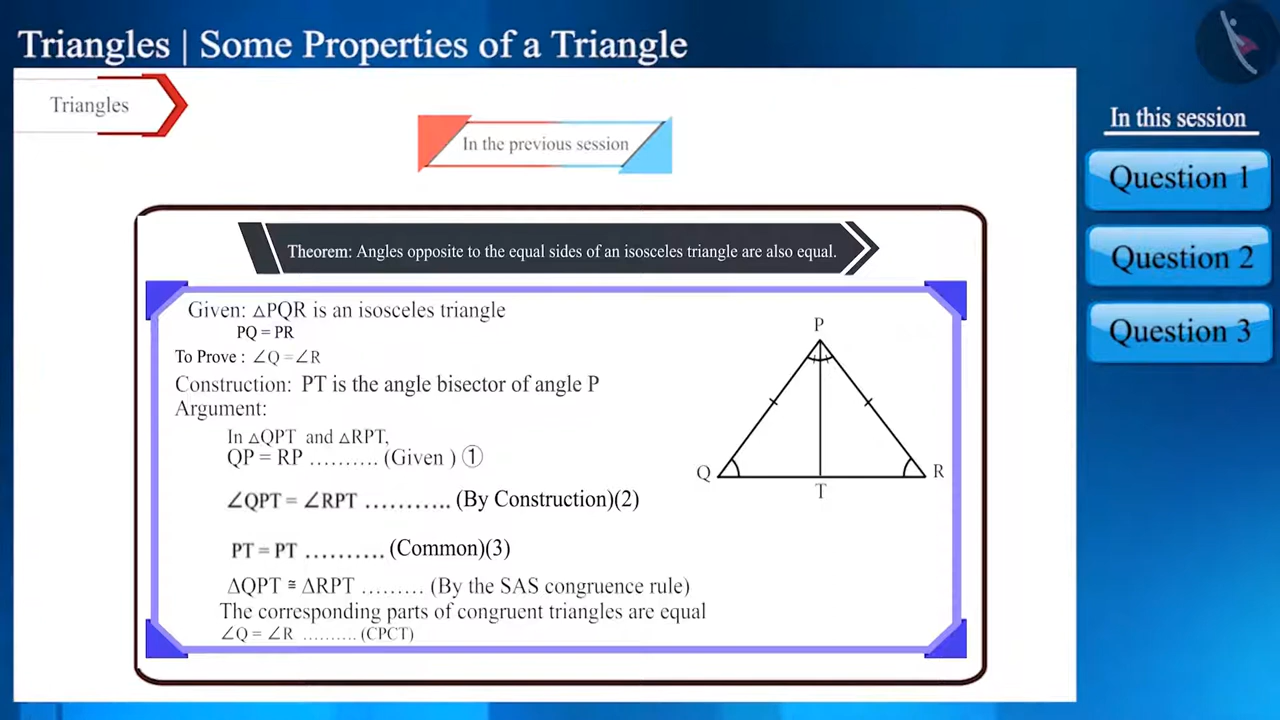 Triangles | Some Properties of a Triangle
Triangles
In the previous session
In this session
Question 1
Question 2
Question 3
Theorem: Angles opposite to the equal sides of an isosceles triangle are also equal.
Given: △PQR is an isosceles triangle
PQ = PR
To Prove : ∠Q = ∠R
Construction: PT is the angle bisector of angle P
Argument:
In △QPT and △RPT,
QP = RP .......... (Given ) ①
∠QPT = ∠RPT ........... (By Construction)(2)
PT = PT .......... (Common)(3)
ΔQPT ≅ ΔRPT ......... (By the SAS congruence rule)
The corresponding parts of congruent triangles are equal
∠Q = ∠R .......... (CPCT)
P
Q
R
T